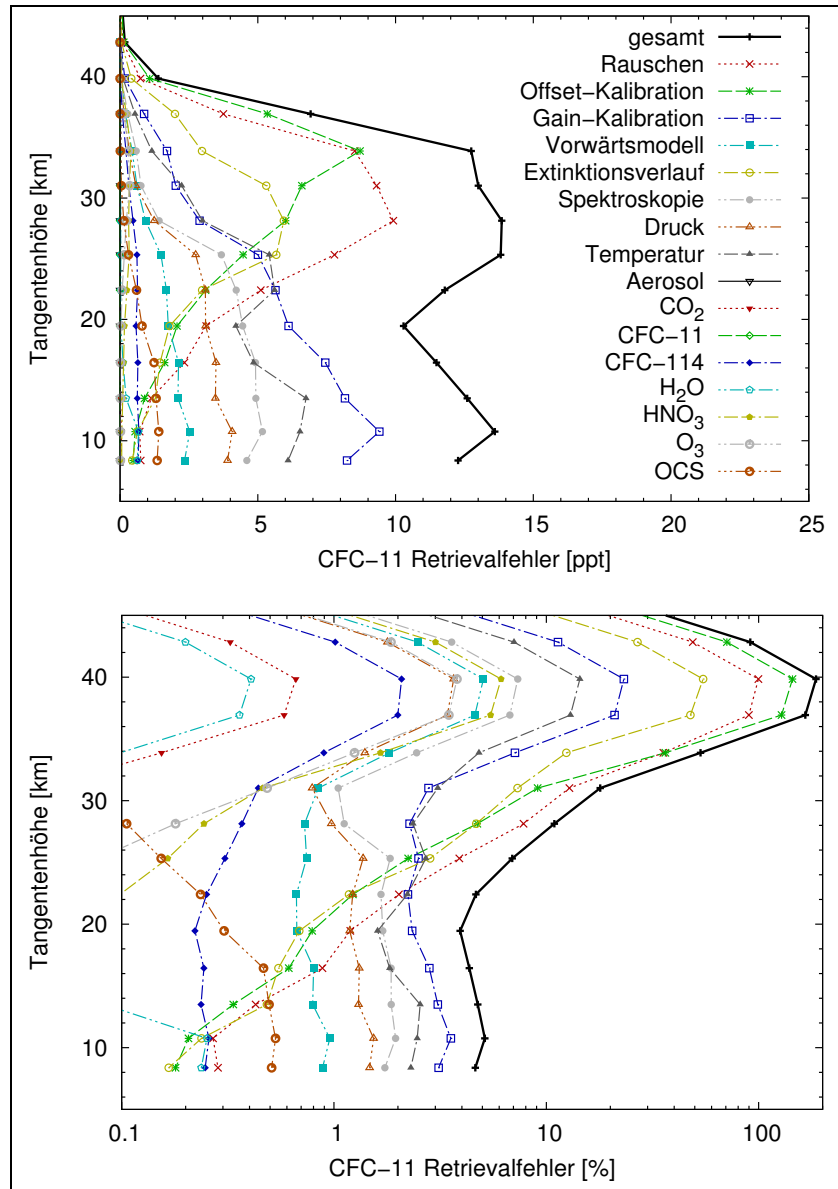 gesamt
Rauschen
Offset-Kalibration
Gain-Kalibration
Vorwärtsmodell
Extinktionsverlauf
Spektroskopie
Druck
Temperatur
Aerosol
CO2
CFC-11
CFC-114
H2O
HNO3
O3
OCS
40
30
20
10
Tangentenhöhe [km]
0 5 10 15 20 25
CFC-11 Retrievalfehler [ppt]
40
30
20
10
Tangentenhöhe [km]
0.1 1 10 100
CFC-11 Retrievalfehler [%]